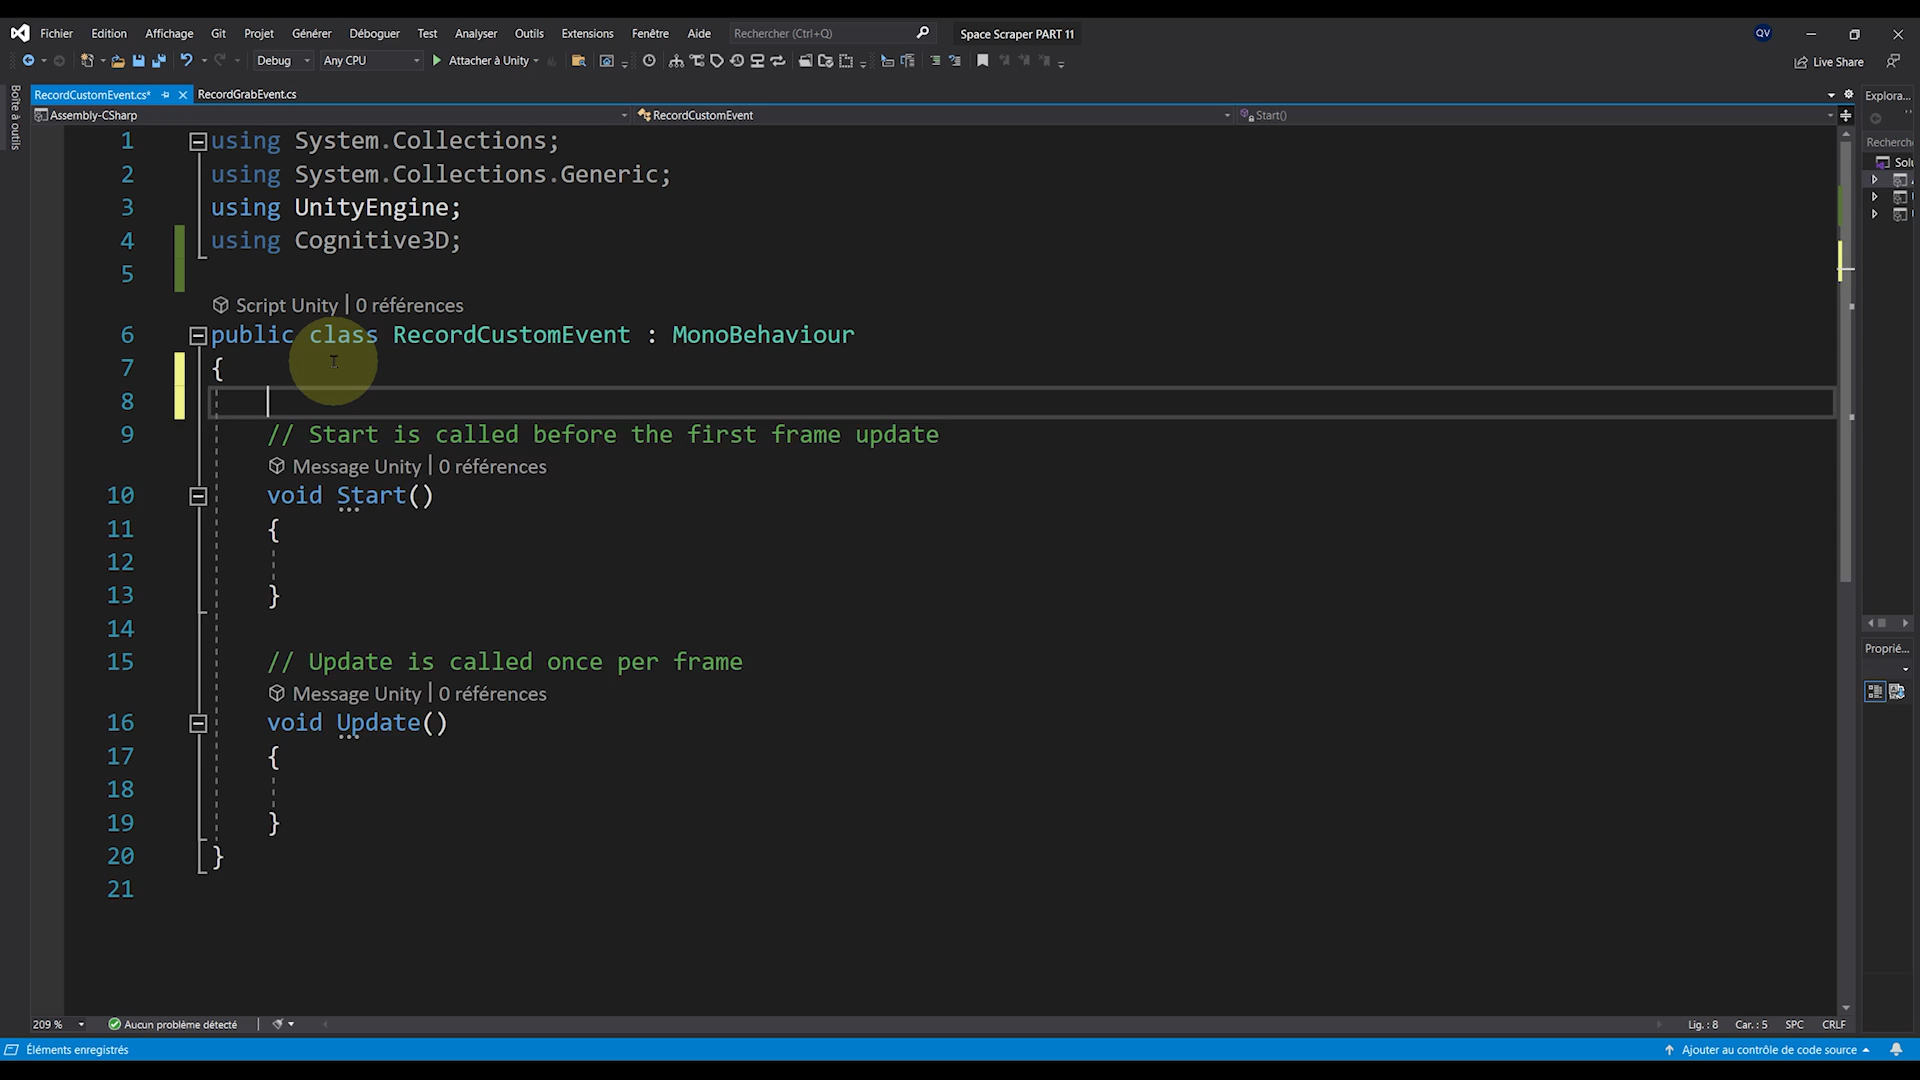 Fichier Edition Affichage Git Projet Générer Déboguer Test Analyser Outils Extensions Fenêtre Aide Rechercher (Ctrl+Q) Space Scraper PART 11 QV
Debug Any CPU Attacher à Unity Live Share
Boîte à outils
RecordCustomEvent.cs* RecordGrabEvent.cs Explora...
Assembly-CSharp RecordCustomEvent Start()
Recherche
Solu
1 using System.Collections;
2 using System.Collections.Generic;
3 using UnityEngine;
4 using Cognitive3D;
5
Script Unity | 0 références
6 public class RecordCustomEvent : MonoBehaviour
7 {
8
9 // Start is called before the first frame update
Message Unity | 0 références
10 void Start()
11 {
12
13 }
14
15 // Update is called once per frame
Message Unity | 0 références
16 void Update()
17 {
18
19 }
20 }
21
Proprié...
209 % Aucun problème détecté Lig. : 8 Car. : 5 SPC CRLF
Éléments enregistrés Ajouter au contrôle de code source